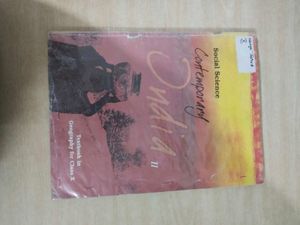 Social Science
Contemporary
India
II
Textbook in
Geography for Class X